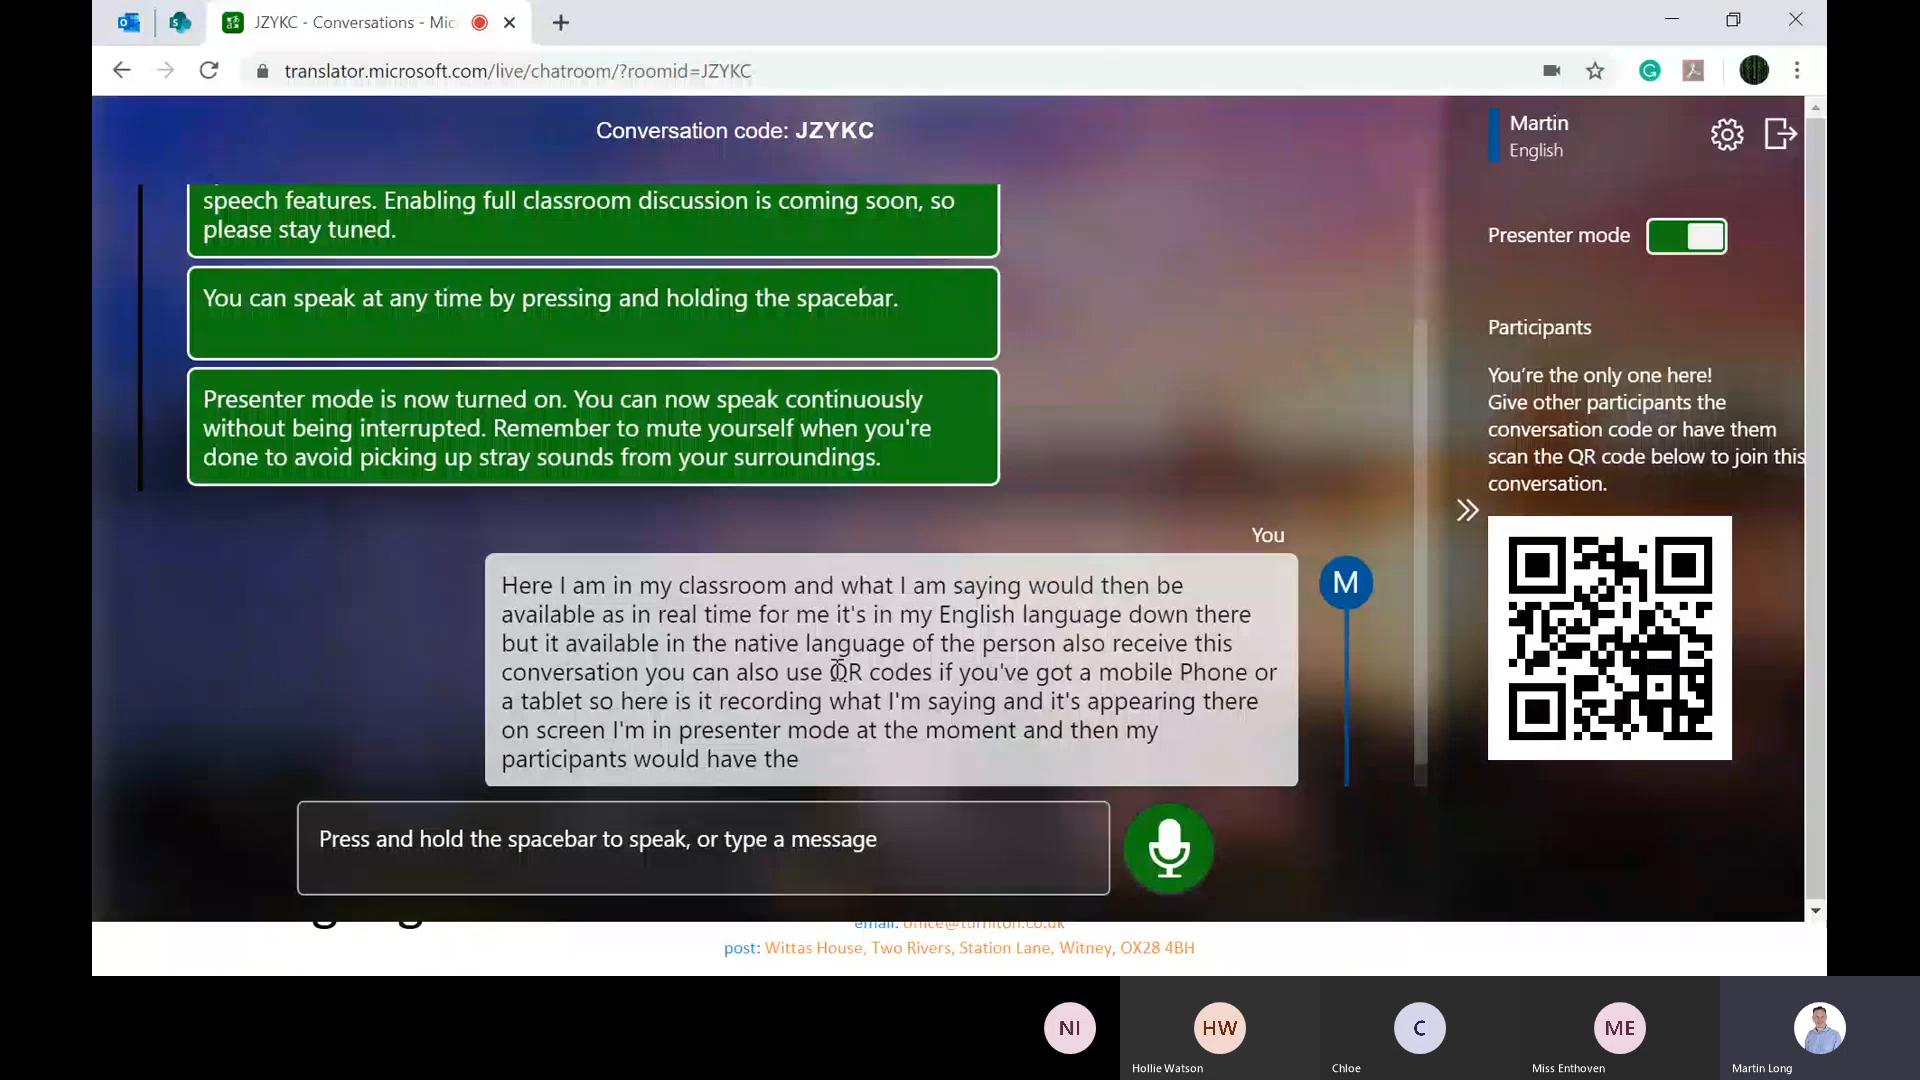 JZYKC - Conversations - Mic
translator.microsoft.com/live/chatroom/?roomid=JZYKC
Conversation code: JZYKC
Martin
English
speech features. Enabling full classroom discussion is coming soon, so
please stay tuned.
You can speak at any time by pressing and holding the spacebar.
Presenter mode is now turned on. You can now speak continuously
without being interrupted. Remember to mute yourself when you're
done to avoid picking up stray sounds from your surroundings.
Presenter mode
Participants
You're the only one here!
Give other participants the
conversation code or have them
scan the QR code below to join this
conversation.
You
M
Here I am in my classroom and what I am saying would then be
available as in real time for me it's in my English language down there
but it available in the native language of the person also receive this
conversation you can also use QR codes if you've got a mobile Phone or
a tablet so here is it recording what I'm saying and it's appearing there
on screen I'm in presenter mode at the moment and then my
participants would have the
Press and hold the spacebar to speak, or type a message
email: office@turniton.co.uk
post: Wittas House, Two Rivers, Station Lane, Witney, OX28 4BH
NI
HW
C
ME
Hollie Watson
Chloe
Miss Enthoven
Martin Long